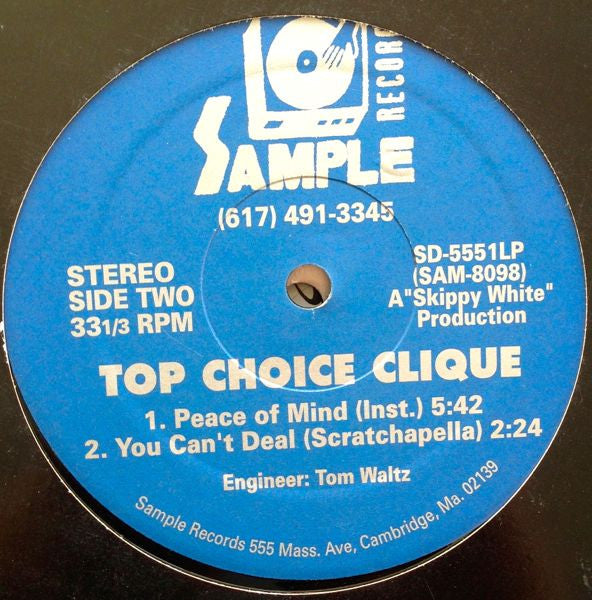 SAMPLE
RECOR
(617) 491-3345
STEREO
SIDE TWO
33 1/3 RPM
SD-5551LP
(SAM-8098)
A "Skippy White"
Production
TOP CHOICE CLIQUE
1. Peace of Mind (Inst.) 5:42
2. You Can't Deal (Scratchapella) 2:24
Engineer: Tom Waltz
Sample Records 555 Mass. Ave, Cambridge, Ma. 02139